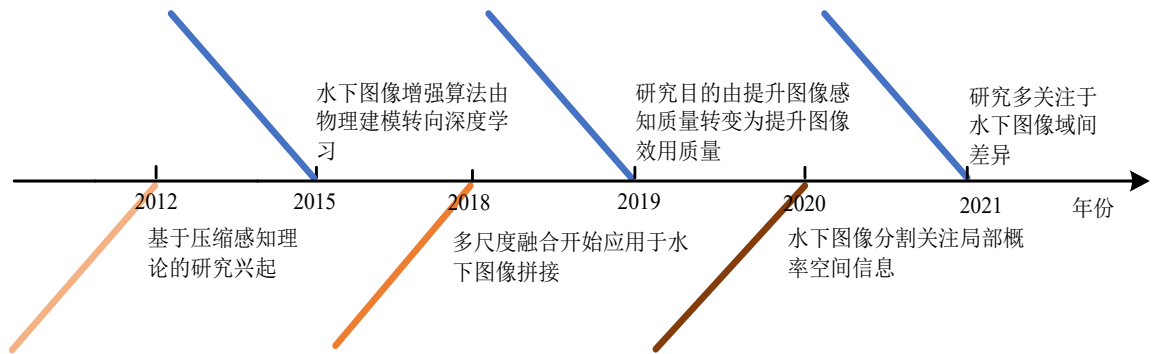 水下图像增强算法由
物理建模转向深度学
习
研究目的由提升图像感
知质量转变为提升图像
效用质量
研究多关注于
水下图像域间
差异
2012
2015
2018
2019
2020
2021
年份
基于压缩感知理
论的研究兴起
多尺度融合开始应用于水
下图像拼接
水下图像分割关注局部概
率空间信息